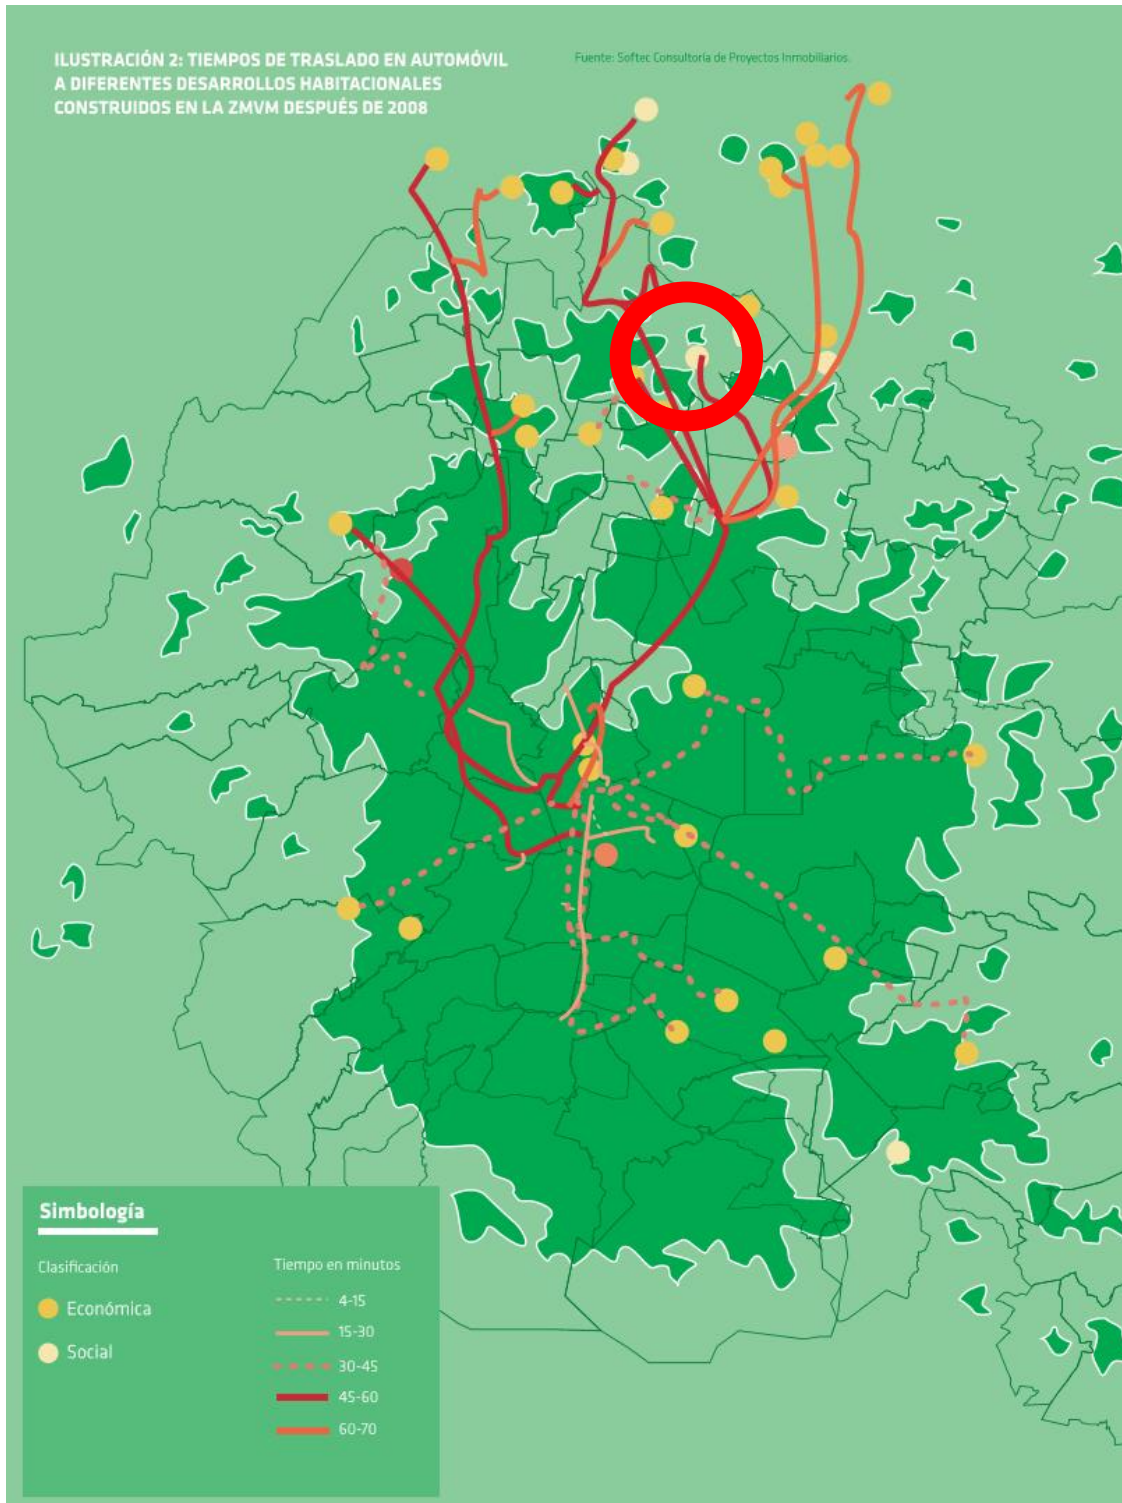 ILUSTRACIÓN 2: TIEMPOS DE TRASLADO EN AUTOMÓVIL
A DIFERENTES DESARROLLOS HABITACIONALES
CONSTRUIDOS EN LA ZMVM DESPUÉS DE 2008
Fuente: Softec Consultoría de Proyectos Inmobiliarios.
Simbología
Clasificación
Económica
Social
Tiempo en minutos
4-15
15-30
30-45
45-60
60-70